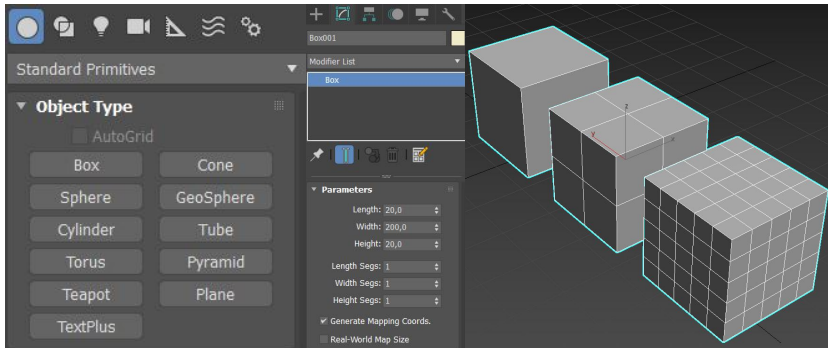 Standard Primitives
Object Type
AutoGrid
Box Cone
Sphere GeoSphere
Cylinder Tube
Torus Pyramid
Teapot Plane
TextPlus
Box001
Modifier List
Box
Parameters
Length: 20,0
Width: 200,0
Height: 20,0
Length Segs: 1
Width Segs: 1
Height Segs: 1
Generate Mapping Coords.
Real-World Map Size
z
y
x